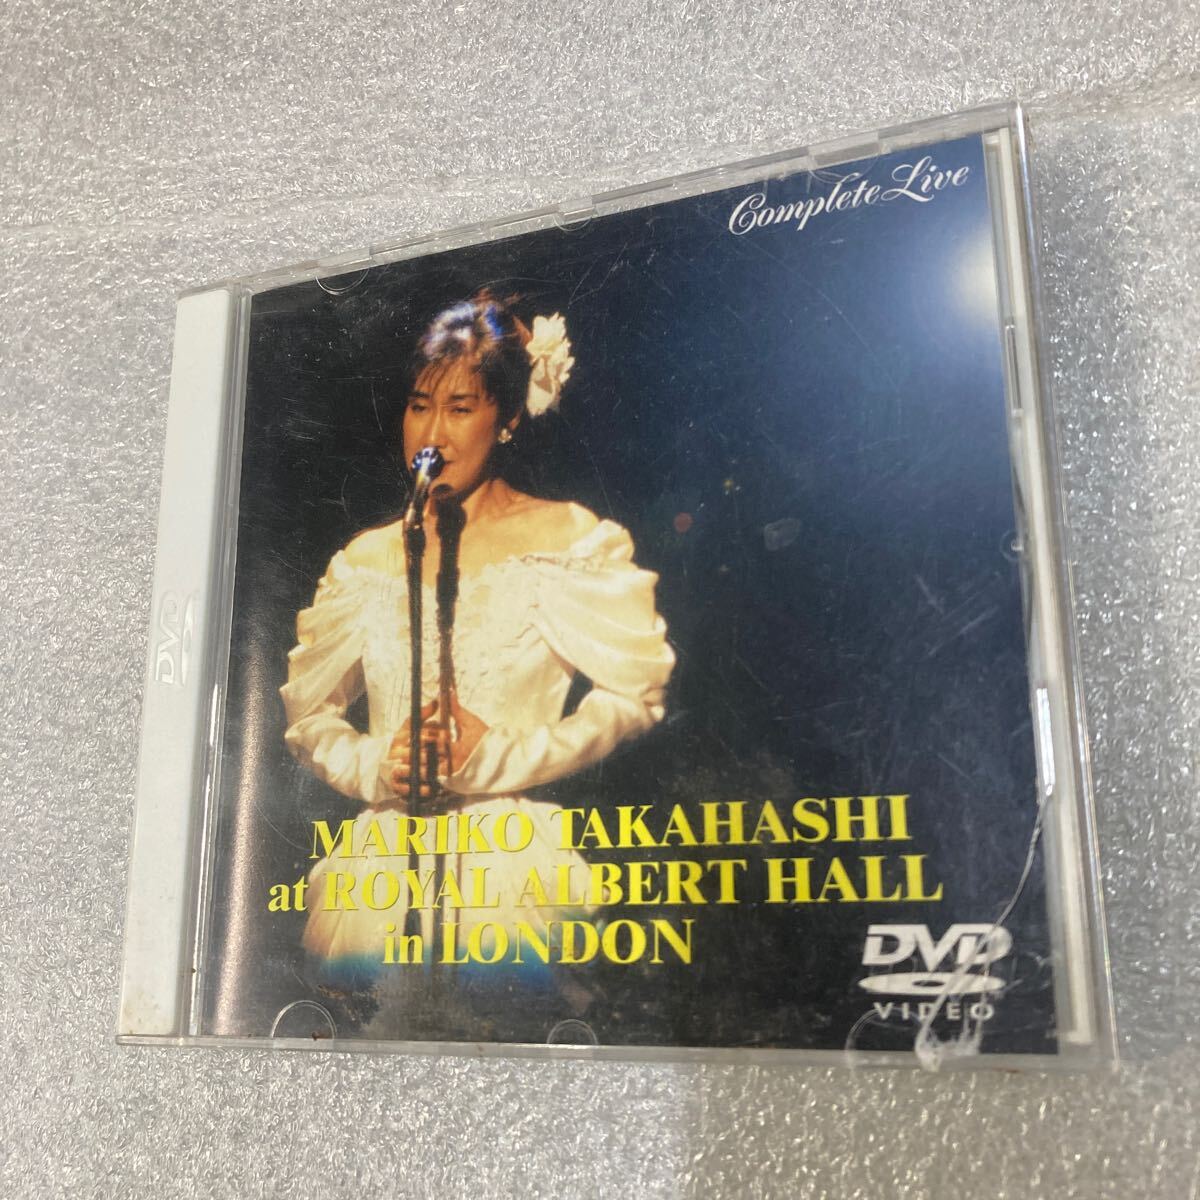 Complete Live
DVD
MARIKO TAKAHASHI
at ROYAL ALBERT HALL
in LONDON
DVD
VIDEO